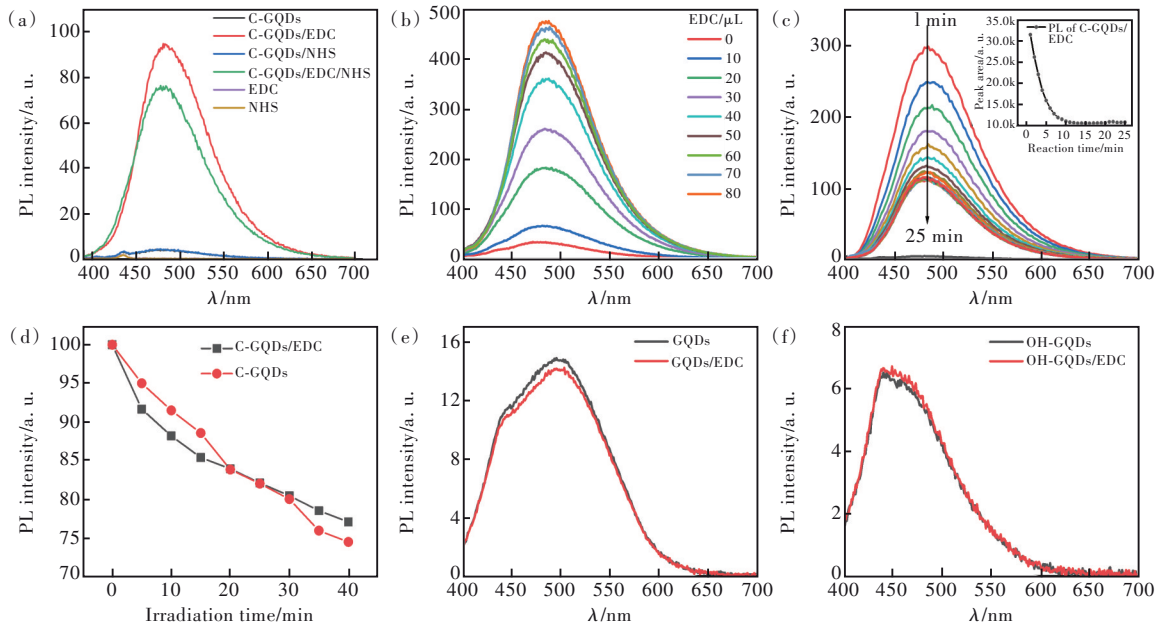 (a)
PL intensity/a. u.
100
80
60
40
20
0
400
450
500
550
600
650
700
λ/nm
C-GQDs
C-GQDs/EDC
C-GQDs/NHS
C-GQDs/EDC/NHS
EDC
NHS
(b)
PL intensity/a. u.
500
400
300
200
100
0
400
450
500
550
600
650
700
λ/nm
EDC/μL
0
10
20
30
40
50
60
70
80
(c)
PL intensity/a. u.
300
200
100
0
400
450
500
550
600
650
700
λ/nm
1 min
25 min
Peak area/a. u.
35.0k
30.0k
25.0k
20.0k
15.0k
10.0k
PL of C-GQDs/
EDC
0 5 10 15 20 25
Reaction time/min
(d)
PL intensity/a. u.
100
95
90
85
80
75
70
0
10
20
30
40
Irradiation time/min
C-GQDs/EDC
C-GQDs
(e)
PL intensity/a. u.
16
12
8
4
0
400
450
500
550
600
650
700
λ/nm
GQDs
GQDs/EDC
(f)
PL intensity/a. u.
8
6
4
2
0
400
450
500
550
600
650
700
λ/nm
OH-GQDs
OH-GQDs/EDC